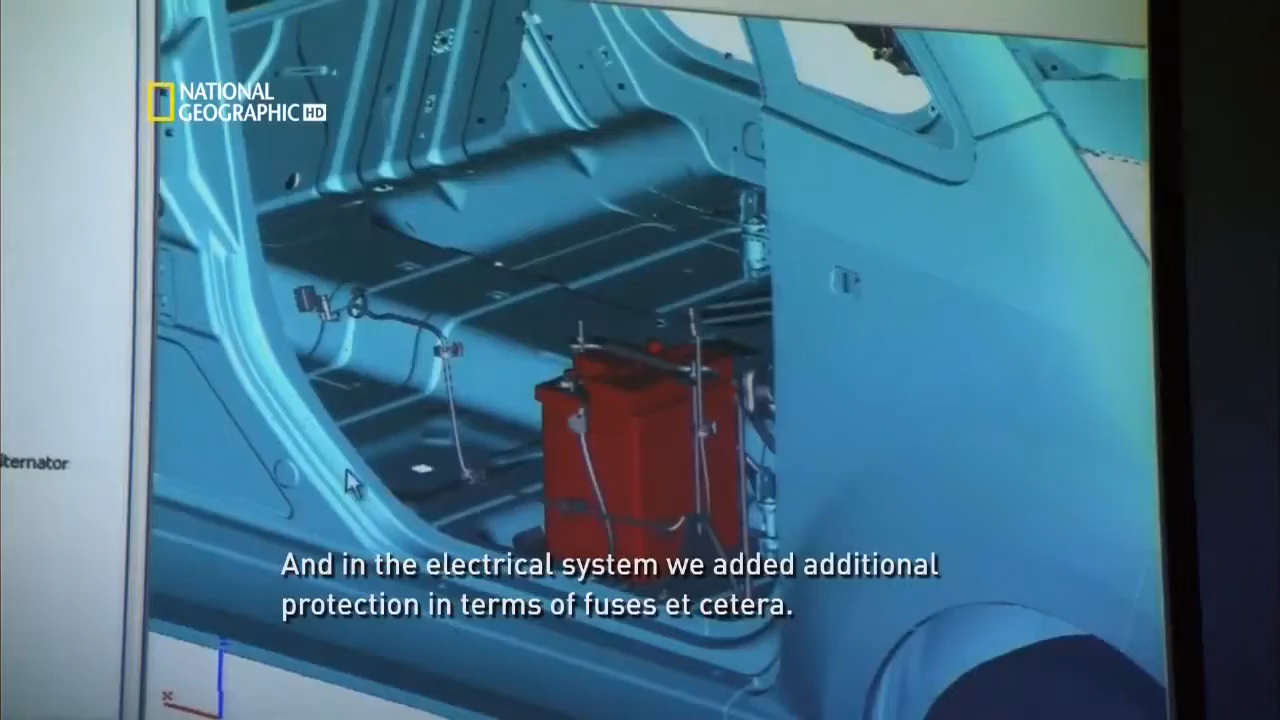 NATIONAL
GEOGRAPHIC HD
lternator
And in the electrical system we added additional
protection in terms of fuses et cetera.
x